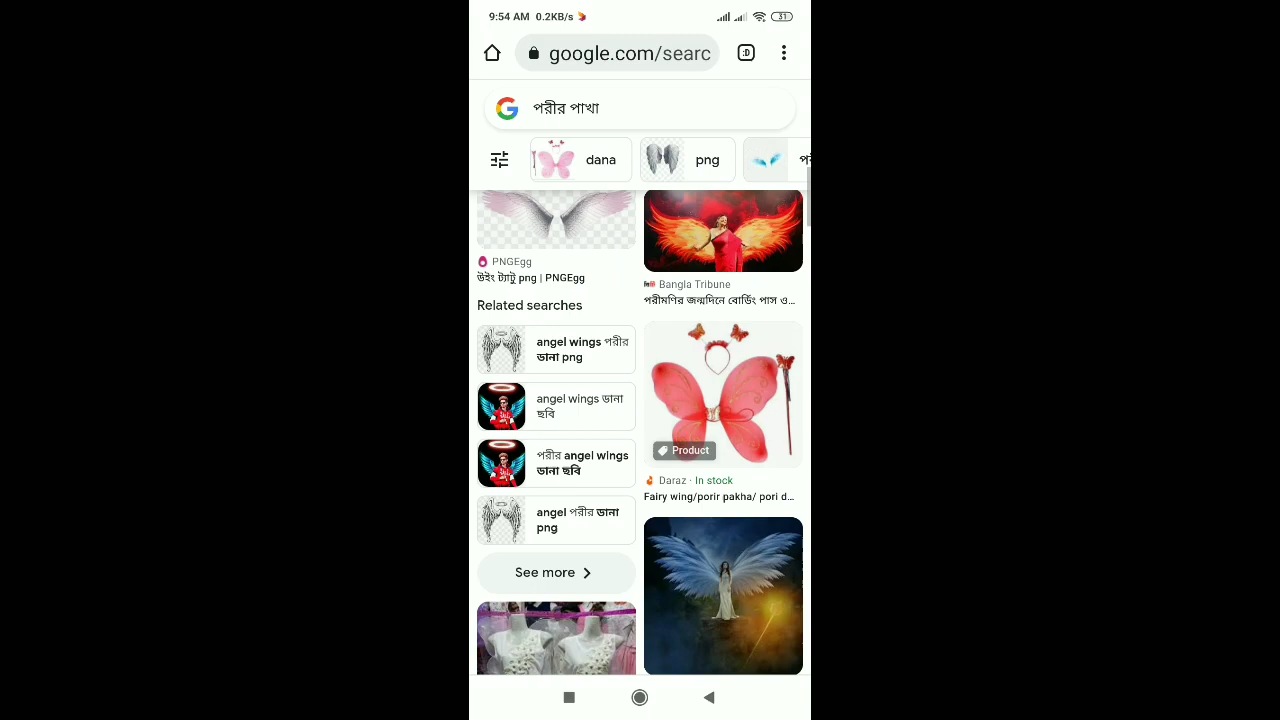 9:54 AM 0.2KB/s
31
google.com/searc
:D
পরীর পাখা
dana
png
PNGEgg
উইং ট্যাটু png | PNGEgg
Bangla Tribune
পরীমণির জন্মদিনে বোর্ডিং পাস ও...
Related searches
angel wings পরীর
ডানা png
angel wings ডানা
ছবি
পরীর angel wings
ডানা ছবি
angel পরীর ডানা
png
See more
Product
Daraz · In stock
Fairy wing/porir pakha/ pori d...